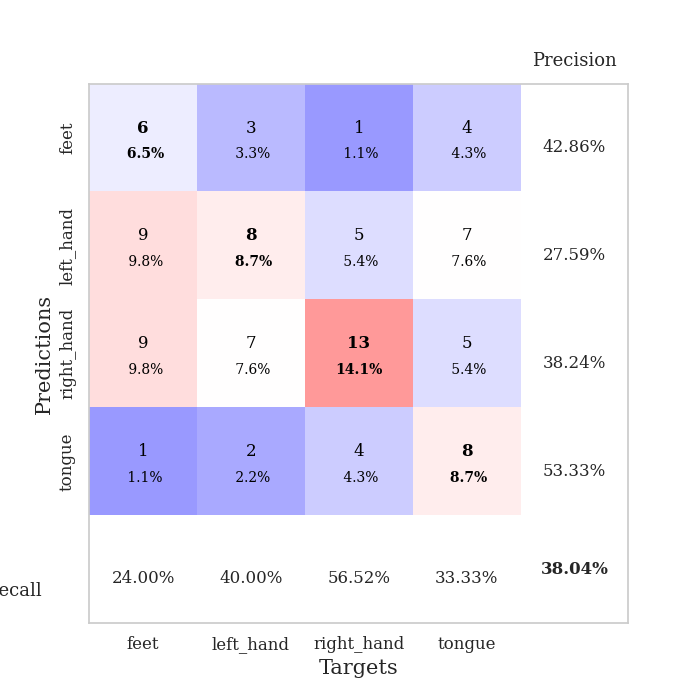 Precision
feet
6 3 1 4 42.86%
6.5% 3.3% 1.1% 4.3%
left_hand
9 8 5 7 27.59%
9.8% 8.7% 5.4% 7.6%
Predictions
right_hand
9 7 13 5 38.24%
9.8% 7.6% 14.1% 5.4%
tongue
1 2 4 8 53.33%
1.1% 2.2% 4.3% 8.7%
ecall 24.00% 40.00% 56.52% 33.33% 38.04%
feet left_hand right_hand tongue
Targets